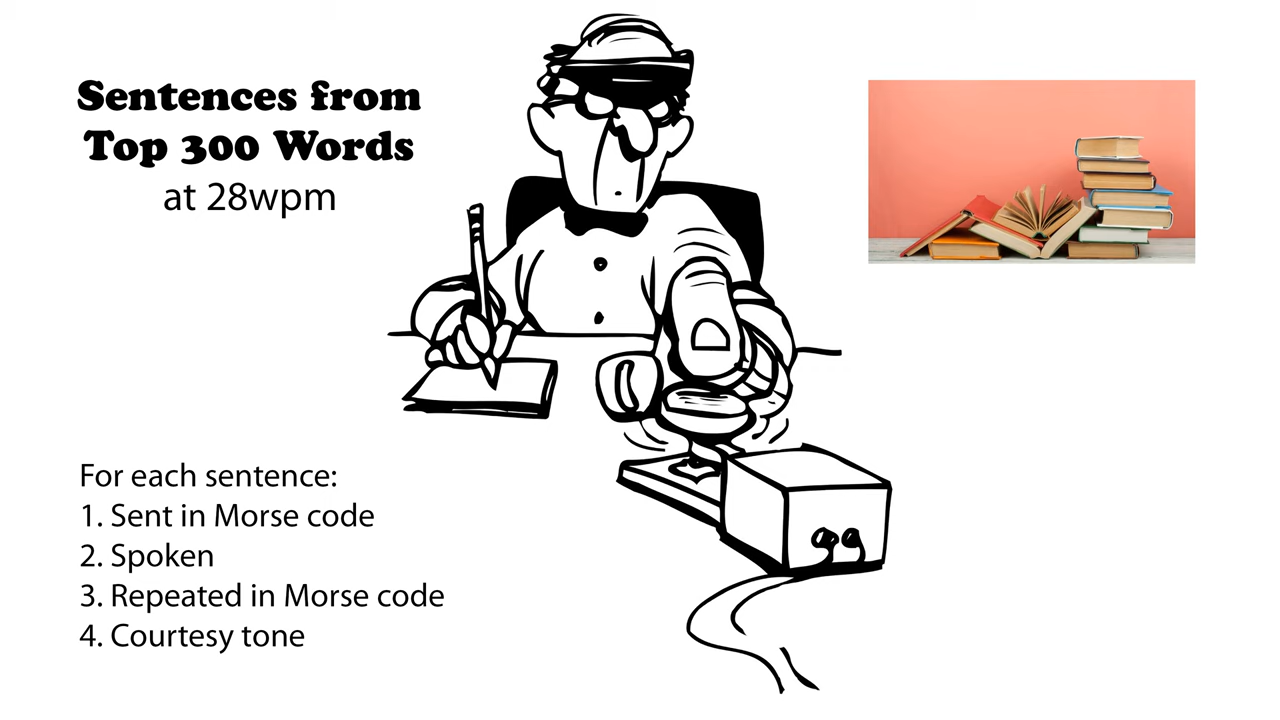 Sentences from
Top 300 Words
at 28wpm
For each sentence:
1. Sent in Morse code
2. Spoken
3. Repeated in Morse code
4. Courtesy tone